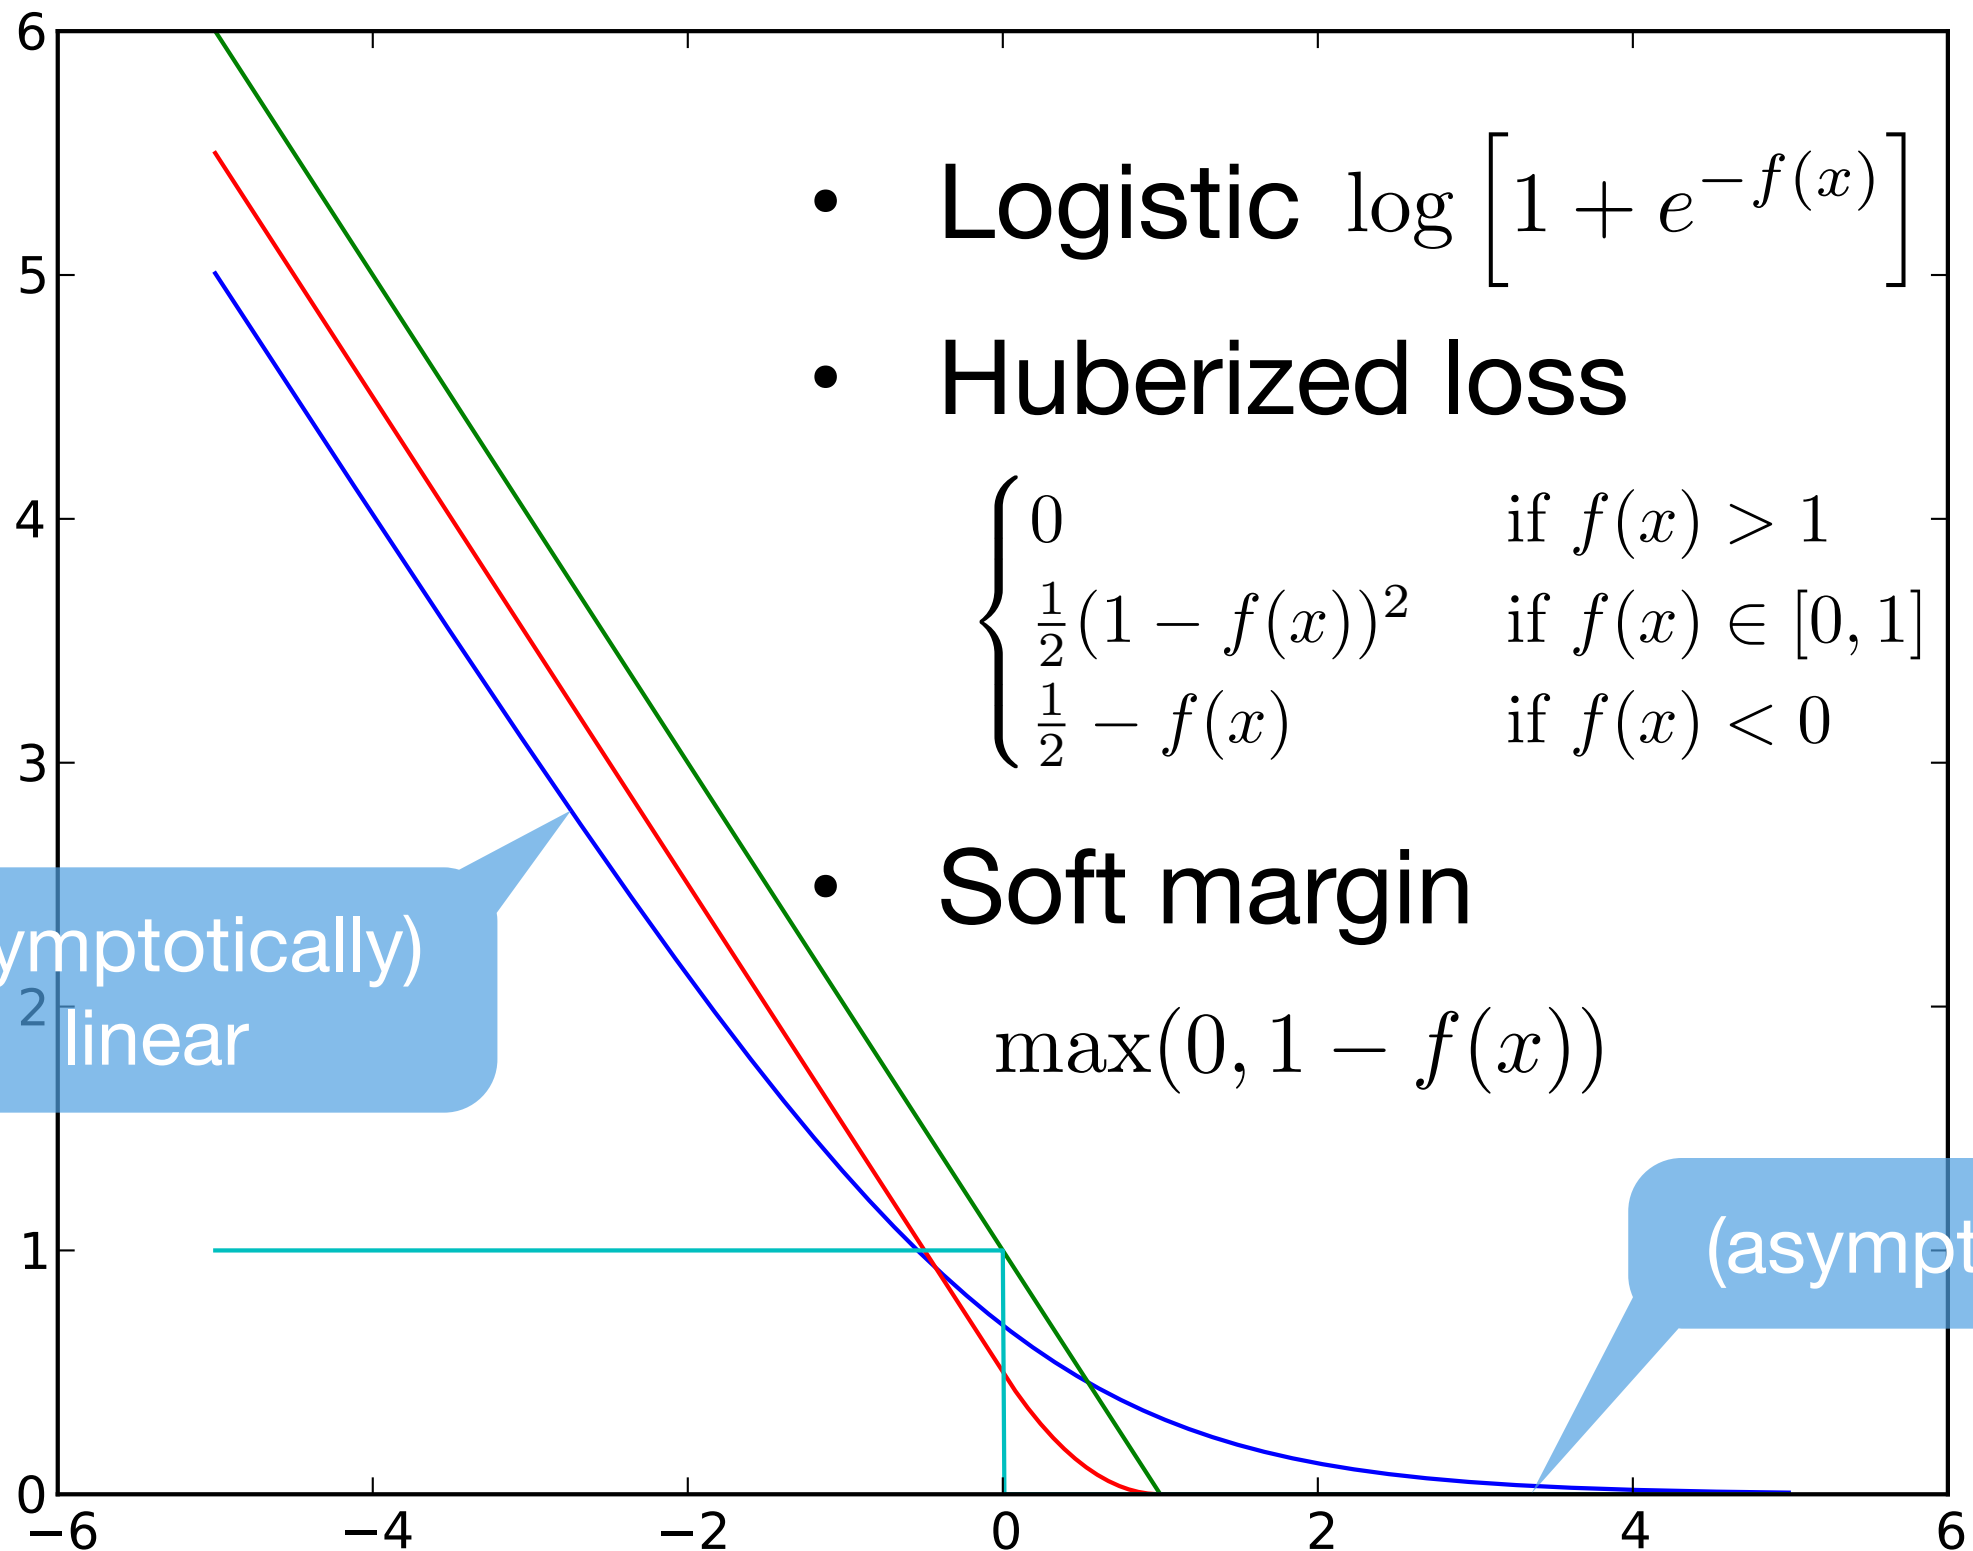 6
5
4
3
2
1
0
−6 −4 −2 0 2 4 6
• Logistic log [1 + e^{−f(x)}]
• Huberized loss
{ 0 if f(x) > 1
½(1 − f(x))² if f(x) ∈ [0, 1]
½ − f(x) if f(x) < 0
• Soft margin
max(0, 1 − f(x))
ymptotically)
linear
(asympt